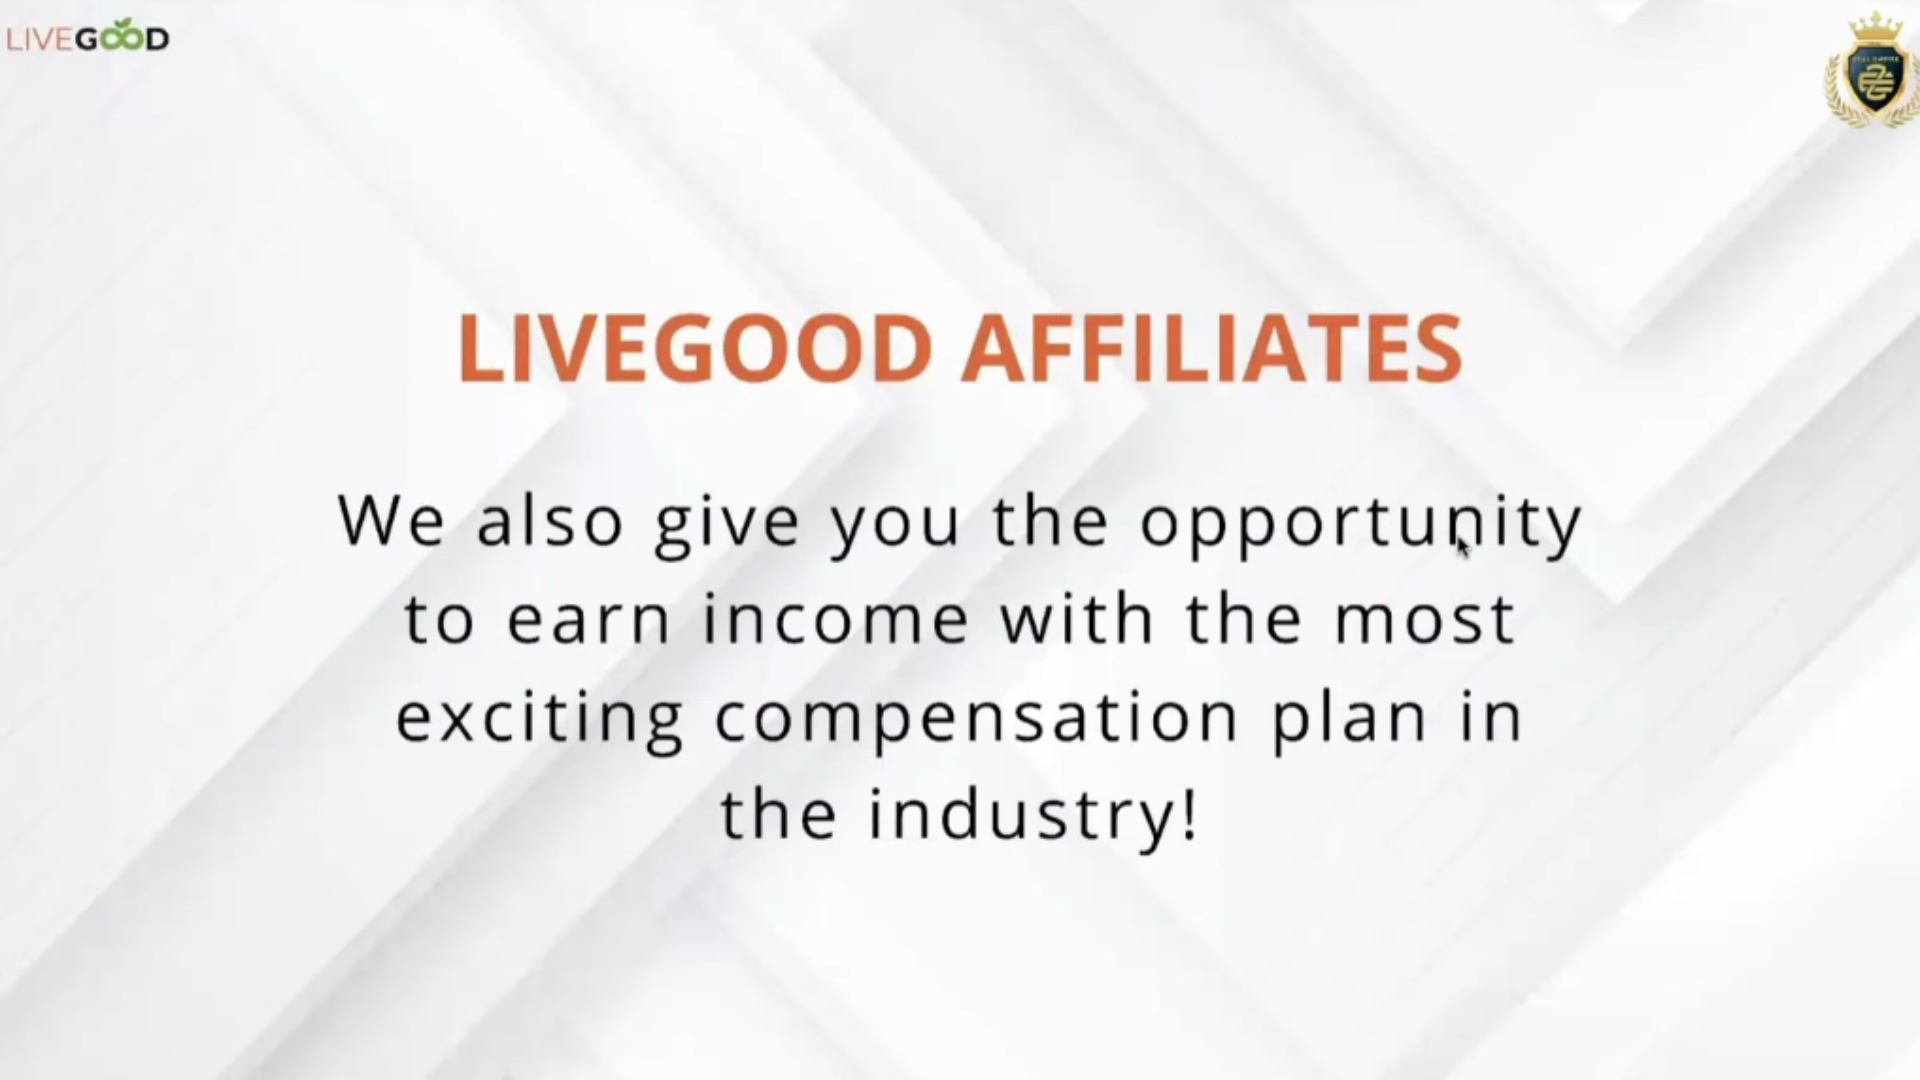 LIVEGOOD
LIVEGOOD AFFILIATES
We also give you the opportunity
to earn income with the most
exciting compensation plan in
the industry!